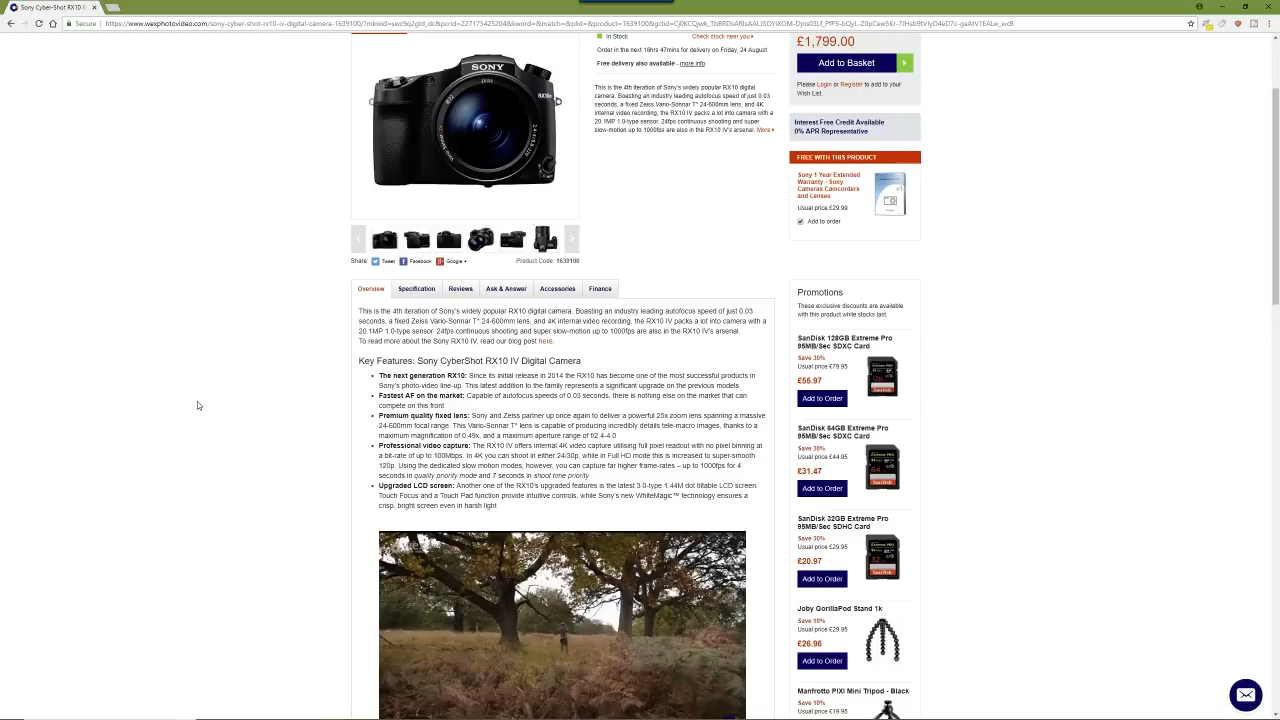 Sony Cyber-Shot RX10 I
Secure
https://www.wexphotovideo.com/sony-cyber-shot-rx10-iv-digital-camera-1639100/
In Stock
Check stock near you
Order in the next 16hrs 47mins for delivery on Friday, 24 August
Free delivery also available - more info
This is the 4th iteration of Sony's widely popular RX10 digital
camera. Boasting an industry leading autofocus speed of just 0.03
seconds, a fixed Zeiss Vario-Sonnar T* 24-600mm lens, and 4K
internal video recording, the RX10 IV packs a lot into camera with a
20.1MP 1.0-type sensor. 24fps continuous shooting and super
slow-motion up to 1000fps are also in the RX10 IV's arsenal. More
SONY
ZEISS
£1,799.00
Add to Basket
Please Login or Register to add to your
Wish List.
Interest Free Credit Available
0% APR Representative
FREE WITH THIS PRODUCT
Sony 1 Year Extended
Warranty - Sony
Cameras Camcorders
and Lenses
Usual price £29.99
Add to order
Share: Tweet Facebook Google +
Product Code: 1639100
Overview Specification Reviews Ask & Answer Accessories Finance
This is the 4th iteration of Sony's widely popular RX10 digital camera. Boasting an industry leading autofocus speed of just 0.03
seconds, a fixed Zeiss Vario-Sonnar T* 24-600mm lens, and 4K internal video recording, the RX10 IV packs a lot into camera with a
20.1MP 1.0-type sensor. 24fps continuous shooting and super slow-motion up to 1000fps are also in the RX10 IV's arsenal.
To read more about the Sony RX10 IV, read our blog post here.
Key Features: Sony CyberShot RX10 IV Digital Camera
The next generation RX10: Since its initial release in 2014 the RX10 has become one of the most successful products in
Sony's photo-video line-up. This latest addition to the family represents a significant upgrade on the previous models
Fastest AF on the market: Capable of autofocus speeds of 0.03 seconds, there is nothing else on the market that can
compete on this front
Premium quality fixed lens: Sony and Zeiss partner up once again to deliver a powerful 25x zoom lens spanning a massive
24-600mm focal range. This Vario-Sonnar T* lens is capable of producing incredibly details tele-macro images, thanks to a
maximum magnification of 0.49x, and a maximum aperture range of f/2.4-4.0
Professional video capture: The RX10 IV offers internal 4K video capture utilising full pixel readout with no pixel binning at
a bit-rate of up to 100Mbps. In 4K you can shoot in either 24/30p, while in Full HD mode this is increased to super-smooth
120p. Using the dedicated slow motion modes, however, you can capture far higher frame-rates – up to 1000fps for 4
seconds in quality priority mode and 7 seconds in shoot time priority
Upgraded LCD screen: Another one of the RX10's upgraded features is the latest 3.0-type 1.44M dot tiltable LCD screen.
Touch Focus and a Touch Pad function provide intuitive controls, while Sony's new WhiteMagic™ technology ensures a
crisp, bright screen even in harsh light
Promotions
These exclusive discounts are available
with this product while stocks last:
SanDisk 128GB Extreme Pro
95MB/Sec SDXC Card
Save 30%
Usual price £79.95
£55.97
Add to Order
SanDisk 64GB Extreme Pro
95MB/Sec SDXC Card
Save 30%
Usual price £44.95
£31.47
Add to Order
SanDisk 32GB Extreme Pro
95MB/Sec SDHC Card
Save 30%
Usual price £29.95
£20.97
Add to Order
Joby GorillaPod Stand 1k
Save 10%
Usual price £29.95
£26.96
Add to Order
Manfrotto PIXI Mini Tripod - Black
Save 10%
Usual price £19.95